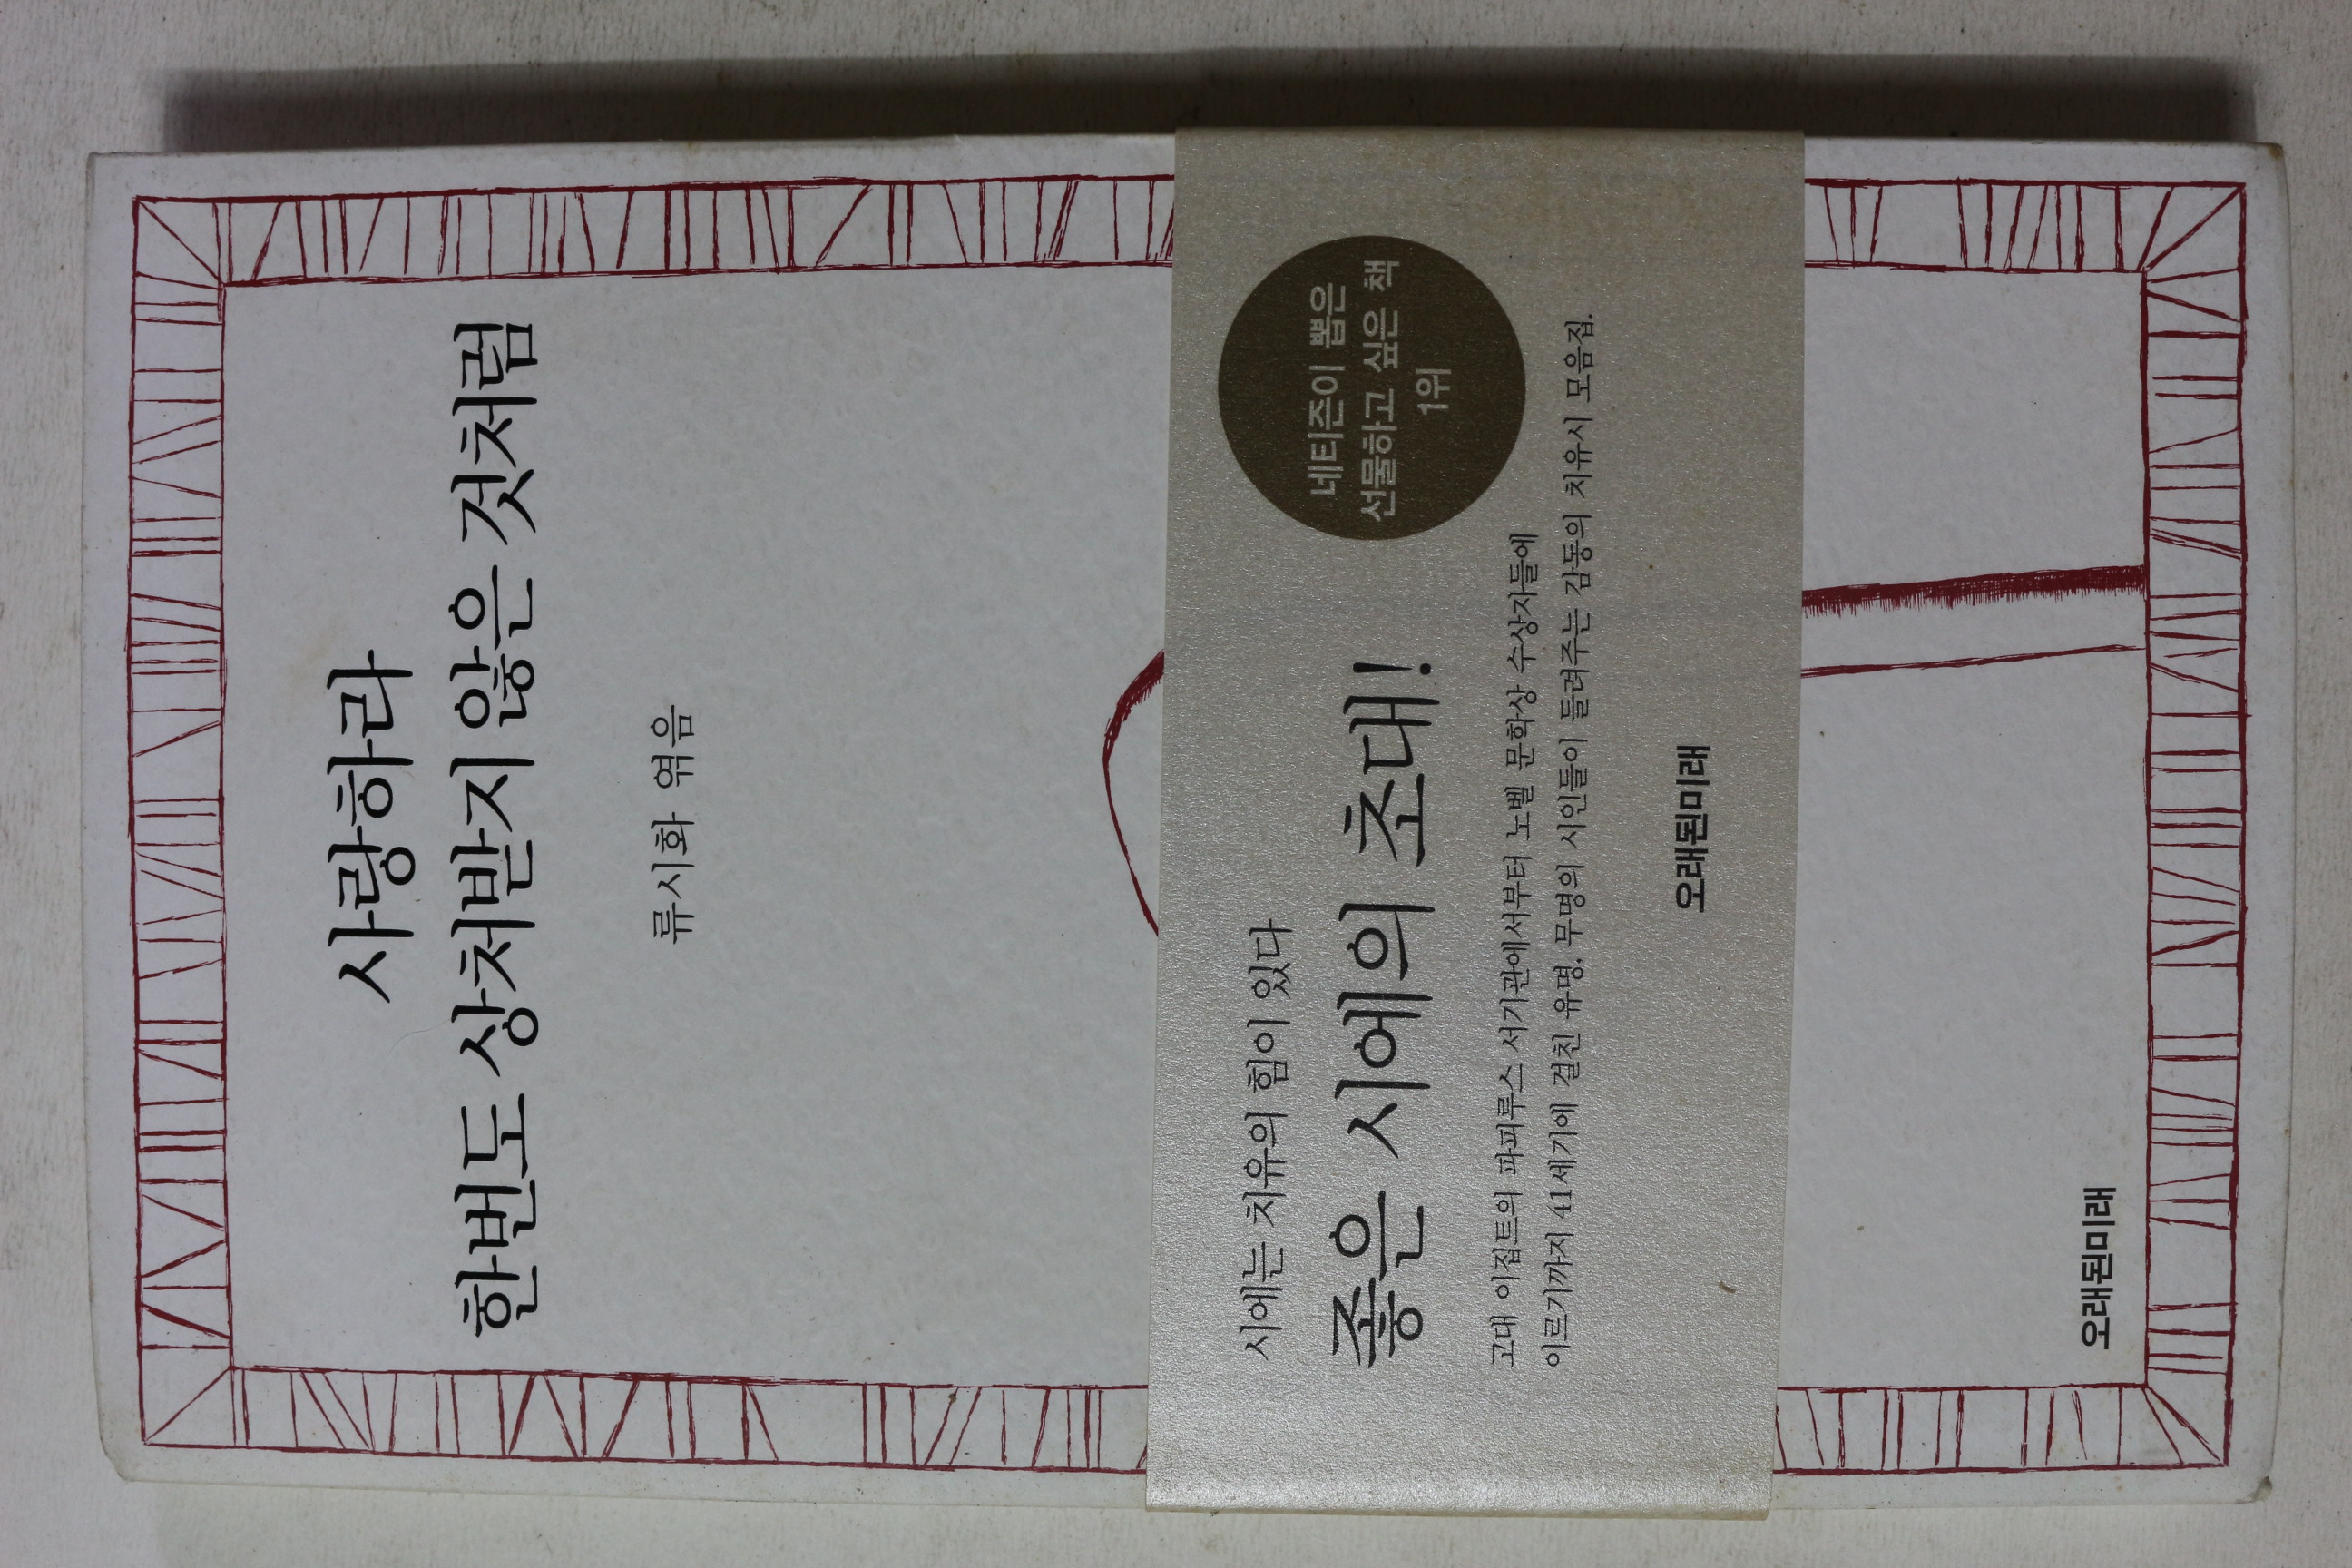 사랑하라
한번도 상처받지 않은 것처럼
류시화 엮음
네티즌이 뽑은
선물하고 싶은 책
1위
시에는 치유의 힘이 있다
좋은 시에의 초대!
고대 이집트의 파피루스 서기관에서부터 노벨 문학상 수상자들에
이르기까지 41세기에 걸친 유명, 무명의 시인들이 들려주는 감동의 치유시 모음집.
오래된미래
오래된미래